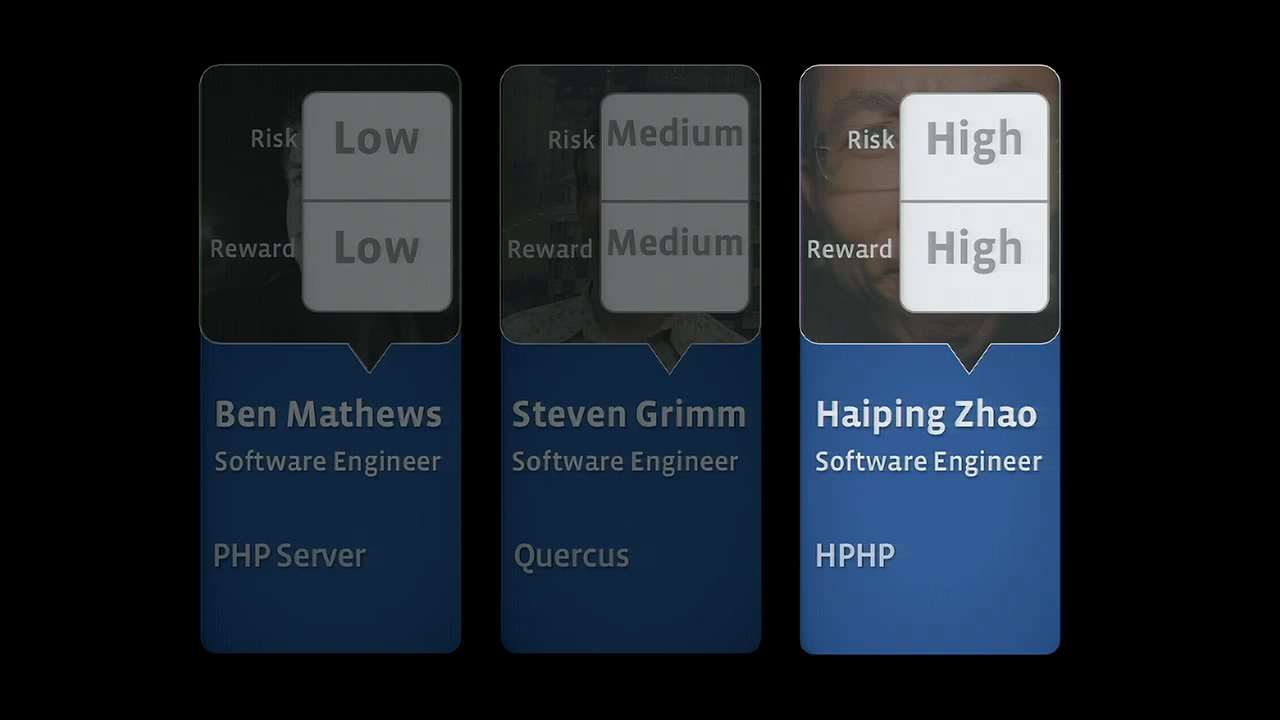 Risk Low
Reward Low
Ben Mathews
Software Engineer
PHP Server
Risk Medium
Reward Medium
Steven Grimm
Software Engineer
Quercus
Risk High
Reward High
Haiping Zhao
Software Engineer
HPHP